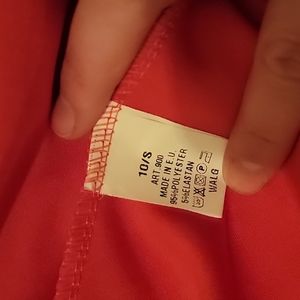 10/S
ART. 900
MADE IN E.U.
95%POLYESTER
5%ELASTAN
WALG